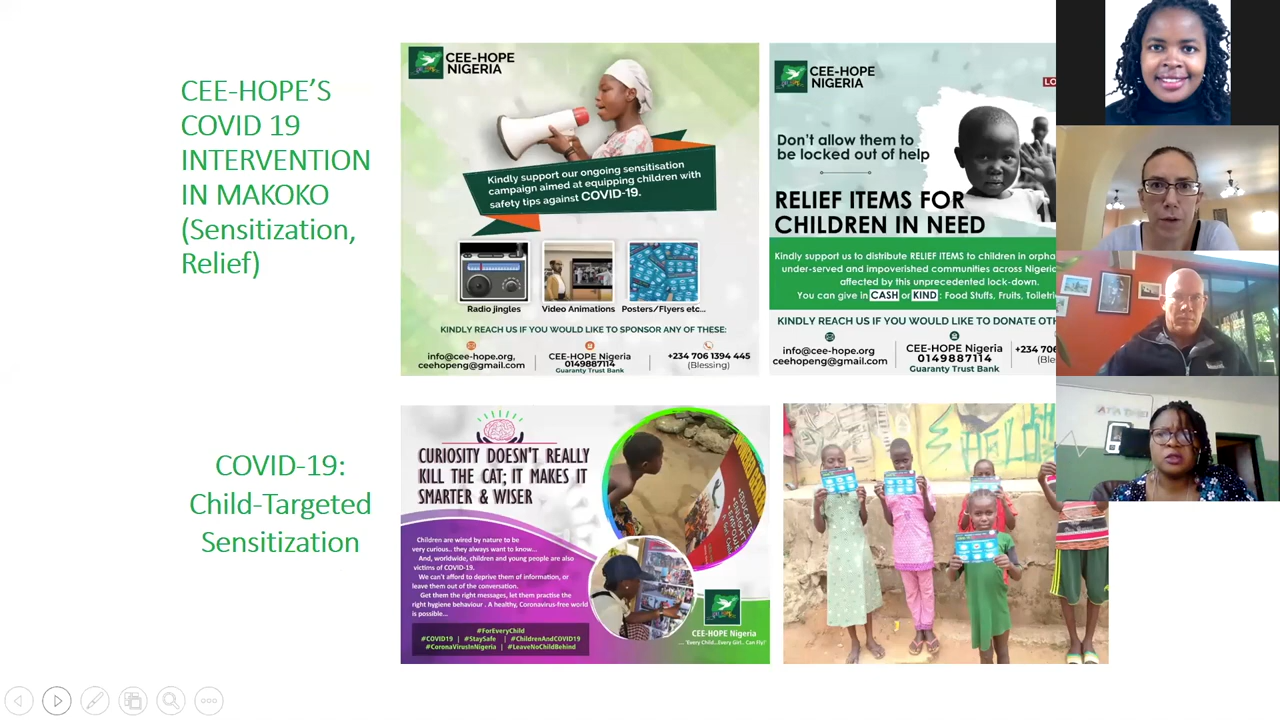 CEE-HOPE'S
COVID 19
INTERVENTION
IN MAKOKO
(Sensitization,
Relief)
COVID-19:
Child-Targeted
Sensitization
CEE-HOPE
NIGERIA
Kindly support our ongoing sensitisation
campaign aimed at equipping children with
safety tips against COVID-19.
Radio jingles
Video Animations
Posters/Flyers etc...
KINDLY REACH US IF YOU WOULD LIKE TO SPONSOR ANY OF THESE:
info@cee-hope.org,
ceehopeng@gmail.com
CEE-HOPE Nigeria
0149887114
Guaranty Trust Bank
+234 706 1394 445
(Blessing)
CEE-HOPE
NIGERIA
LO
Don't allow them to
be locked out of help
RELIEF ITEMS FOR
CHILDREN IN NEED
Kindly support us to distribute RELIEF ITEMS to children in orpha
under-served and impoverished communities across Nigeri
affected by this unprecedented lock-down.
You can give in CASH or KIND : Food Stuffs, Fruits, Toiletri
KINDLY REACH US IF YOU WOULD LIKE TO DONATE OTH
info@cee-hope.org
ceehopeng@gmail.com
CEE-HOPE Nigeria
0149887114
Guaranty Trust Bank
+234 706
(Ble
CURIOSITY DOESN'T REALLY
KILL THE CAT; IT MAKES IT
SMARTER & WISER
Children are wired by nature to be
very curious.. they always want to know...
And, worldwide, children and young people are also
victims of COVID-19.
We can't afford to deprive them of information, or
leave them out of the conversation.
Get them the right messages, let them practise the
right hygiene behaviour . A healthy, Coronavirus-free world
is possible...
#ForEveryChild
#COVID19 | #StaySafe | #ChildrenAndCOVID19
#CoronaVirusInNigeria | #LeaveNoChildBehind
EDUCATE
ENLIGHT
EMPOWE
CEE-HOPE Nigeria
.... 'Every Child...Every Girl.. Can Fly!'